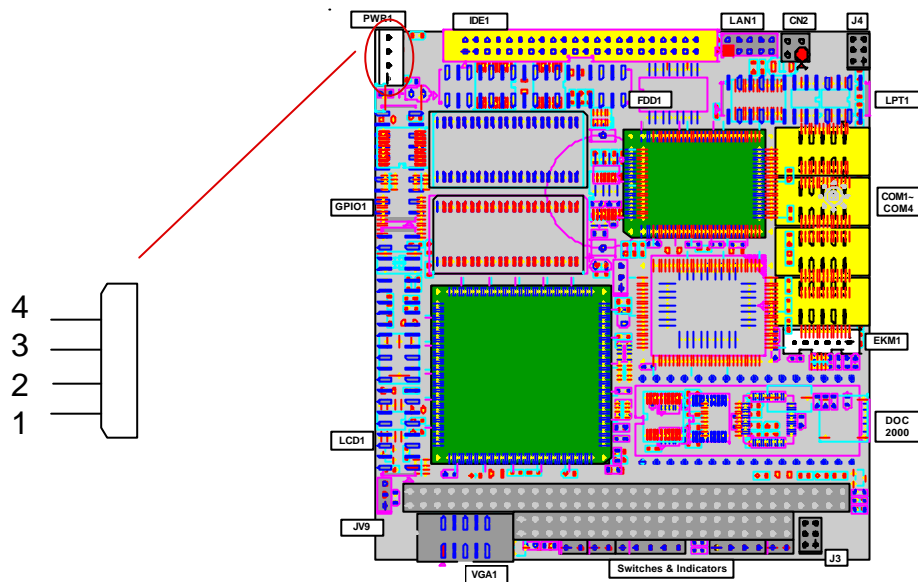 PWR1
IDE1
LAN1
CN2
J4
FDD1
LPT1
GPIO1
COM1~
COM4
4
3
2
1
EKM1
LCD1
DOC
2000
JV9
VGA1
Switches & Indicators
J3